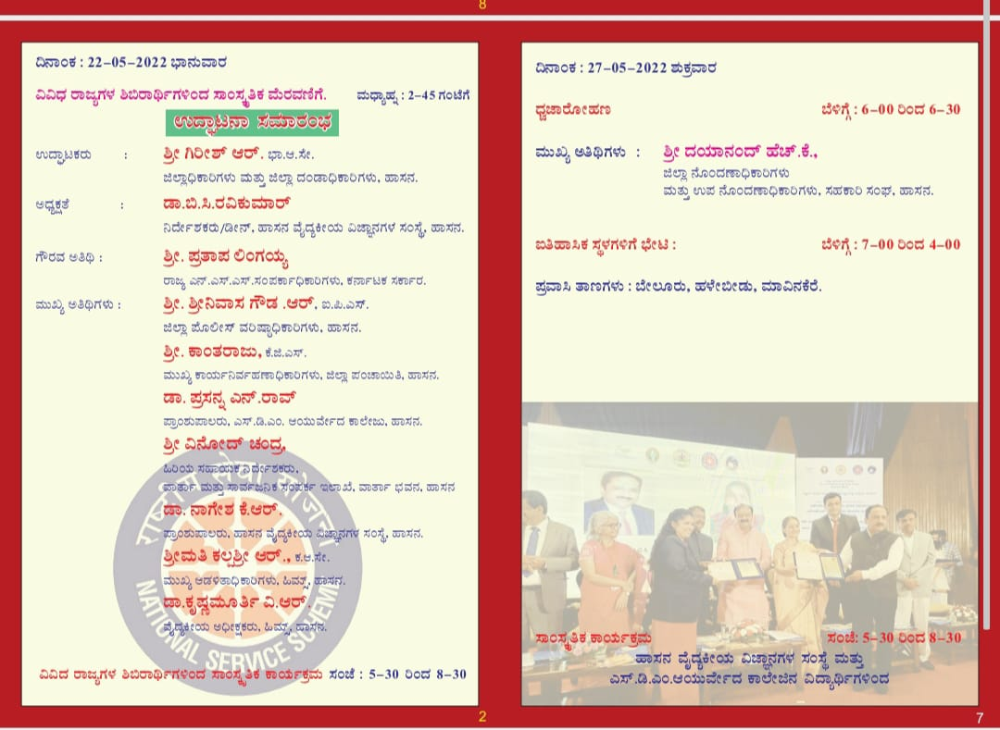 8
ದಿನಾಂಕ : 22-05-2022 ಭಾನುವಾರ
ವಿವಿಧ ರಾಜ್ಯಗಳ ಶಿಬಿರಾರ್ಥಿಗಳಿಂದ ಸಾಂಸ್ಕೃತಿಕ ಮೆರವಣಿಗೆ. ಮಧ್ಯಾಹ್ನ : 2-45 ಗಂಟೆಗೆ
ಉದ್ಘಾಟನಾ ಸಮಾರಂಭ
ಉದ್ಘಾಟಕರು : ಶ್ರೀ ಗಿರೀಶ್ ಆರ್. ಭಾ.ಆ.ಸೇ.
ಜಿಲ್ಲಾಧಿಕಾರಿಗಳು ಮತ್ತು ಜಿಲ್ಲಾ ದಂಡಾಧಿಕಾರಿಗಳು, ಹಾಸನ.
ಅಧ್ಯಕ್ಷತೆ : ಡಾ.ಬಿ.ಸಿ.ರವಿಕುಮಾರ್
ನಿರ್ದೇಶಕರು/ಡೀನ್, ಹಾಸನ ವೈದ್ಯಕೀಯ ವಿಜ್ಞಾನಗಳ ಸಂಸ್ಥೆ, ಹಾಸನ.
ಗೌರವ ಅತಿಥಿ : ಶ್ರೀ. ಪ್ರತಾಪ ಲಿಂಗಯ್ಯ
ರಾಜ್ಯ ಎನ್.ಎಸ್.ಎಸ್.ಸಂಪರ್ಕಾಧಿಕಾರಿಗಳು, ಕರ್ನಾಟಕ ಸರ್ಕಾರ.
ಮುಖ್ಯ ಅತಿಥಿಗಳು : ಶ್ರೀ. ಶ್ರೀನಿವಾಸ ಗೌಡ .ಆರ್, ಐ.ಪಿ.ಎಸ್.
ಜಿಲ್ಲಾ ಪೊಲೀಸ್ ವರಿಷ್ಠಾಧಿಕಾರಿಗಳು, ಹಾಸನ.
ಶ್ರೀ. ಕಾಂತರಾಜು, ಕೆ.ಜಿ.ಎಸ್.
ಮುಖ್ಯ ಕಾರ್ಯನಿರ್ವಹಣಾಧಿಕಾರಿಗಳು, ಜಿಲ್ಲಾ ಪಂಚಾಯಿತಿ, ಹಾಸನ.
ಡಾ. ಪ್ರಸನ್ನ ಎನ್.ರಾವ್
ಪ್ರಾಂಶುಪಾಲರು, ಎಸ್.ಡಿ.ಎಂ. ಆಯುರ್ವೇದ ಕಾಲೇಜು, ಹಾಸನ.
ಶ್ರೀ ವಿನೋದ್ ಚಂದ್ರ,
ಹಿರಿಯ ಸಹಾಯಕ ನಿರ್ದೇಶಕರು,
ವಾರ್ತಾ ಮತ್ತು ಸಾರ್ವಜನಿಕ ಸಂಪರ್ಕ ಇಲಾಖೆ, ವಾರ್ತಾ ಭವನ, ಹಾಸನ
ಡಾ. ನಾಗೇಶ ಕೆ.ಆರ್.
ಪ್ರಾಂಶುಪಾಲರು, ಹಾಸನ ವೈದ್ಯಕೀಯ ವಿಜ್ಞಾನಗಳ ಸಂಸ್ಥೆ, ಹಾಸನ.
ಶ್ರೀಮತಿ ಕಲ್ಪಶ್ರೀ ಆರ್., ಕ.ಆ.ಸೇ.
ಮುಖ್ಯ ಆಡಳಿತಾಧಿಕಾರಿಗಳು, ಹಿಮ್ಸ್, ಹಾಸನ.
ಡಾ.ಕೃಷ್ಣಮೂರ್ತಿ ವಿ.ಆರ್.
ವೈದ್ಯಕೀಯ ಅಧೀಕ್ಷಕರು, ಹಿಮ್ಸ್, ಹಾಸನ.
राष्ट्रीय सेवा योजना
NATIONAL SERVICE SCHEME
ವಿವಿದ ರಾಜ್ಯಗಳ ಶಿಬಿರಾರ್ಥಿಗಳಿಂದ ಸಾಂಸ್ಕೃತಿಕ ಕಾರ್ಯಕ್ರಮ ಸಂಜೆ : 5-30 ರಿಂದ 8-30
2
ದಿನಾಂಕ : 27-05-2022 ಶುಕ್ರವಾರ
ಧ್ವಜಾರೋಹಣ ಬೆಳಿಗ್ಗೆ : 6-00 ರಿಂದ 6-30
ಮುಖ್ಯ ಅತಿಥಿಗಳು : ಶ್ರೀ ದಯಾನಂದ್ ಹೆಚ್.ಕೆ.,
ಜಿಲ್ಲಾ ನೊಂದಣಾಧಿಕಾರಿಗಳು
ಮತ್ತು ಉಪ ನೊಂದಣಾಧಿಕಾರಿಗಳು, ಸಹಕಾರಿ ಸಂಘ, ಹಾಸನ.
ಐತಿಹಾಸಿಕ ಸ್ಥಳಗಳಿಗೆ ಭೇಟಿ : ಬೆಳಿಗ್ಗೆ : 7-00 ರಿಂದ 4-00
ಪ್ರವಾಸಿ ತಾಣಗಳು : ಬೇಲೂರು, ಹಳೇಬೀಡು, ಮಾವಿನಕೆರೆ.
ಸಾಂಸ್ಕೃತಿಕ ಕಾರ್ಯಕ್ರಮ ಸಂಜೆ: 5-30 ರಿಂದ 8-30
ಹಾಸನ ವೈದ್ಯಕೀಯ ವಿಜ್ಞಾನಗಳ ಸಂಸ್ಥೆ ಮತ್ತು
ಎಸ್.ಡಿ.ಎಂ.ಆಯುರ್ವೇದ ಕಾಲೇಜಿನ ವಿದ್ಯಾರ್ಥಿಗಳಿಂದ
7